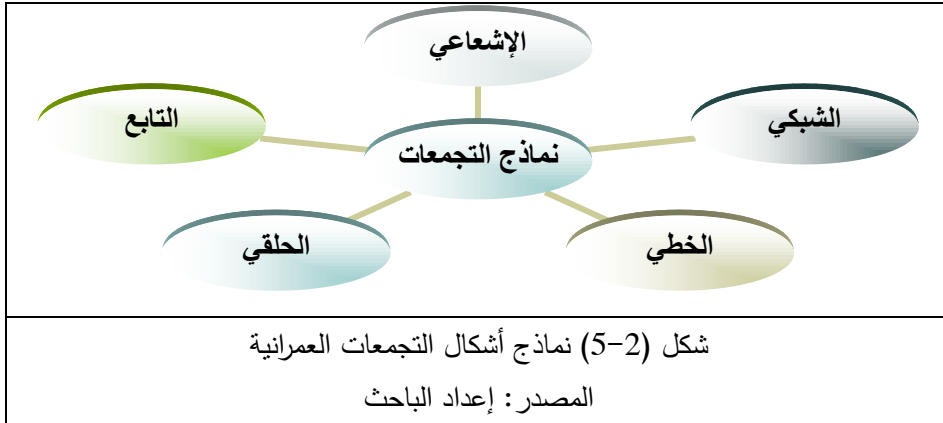 الإشعاعي
الشبكي
التابع
نماذج التجمعات
الخطي
الحلقي
شكل (2-5) نماذج أشكال التجمعات العمرانية
المصدر: إعداد الباحث